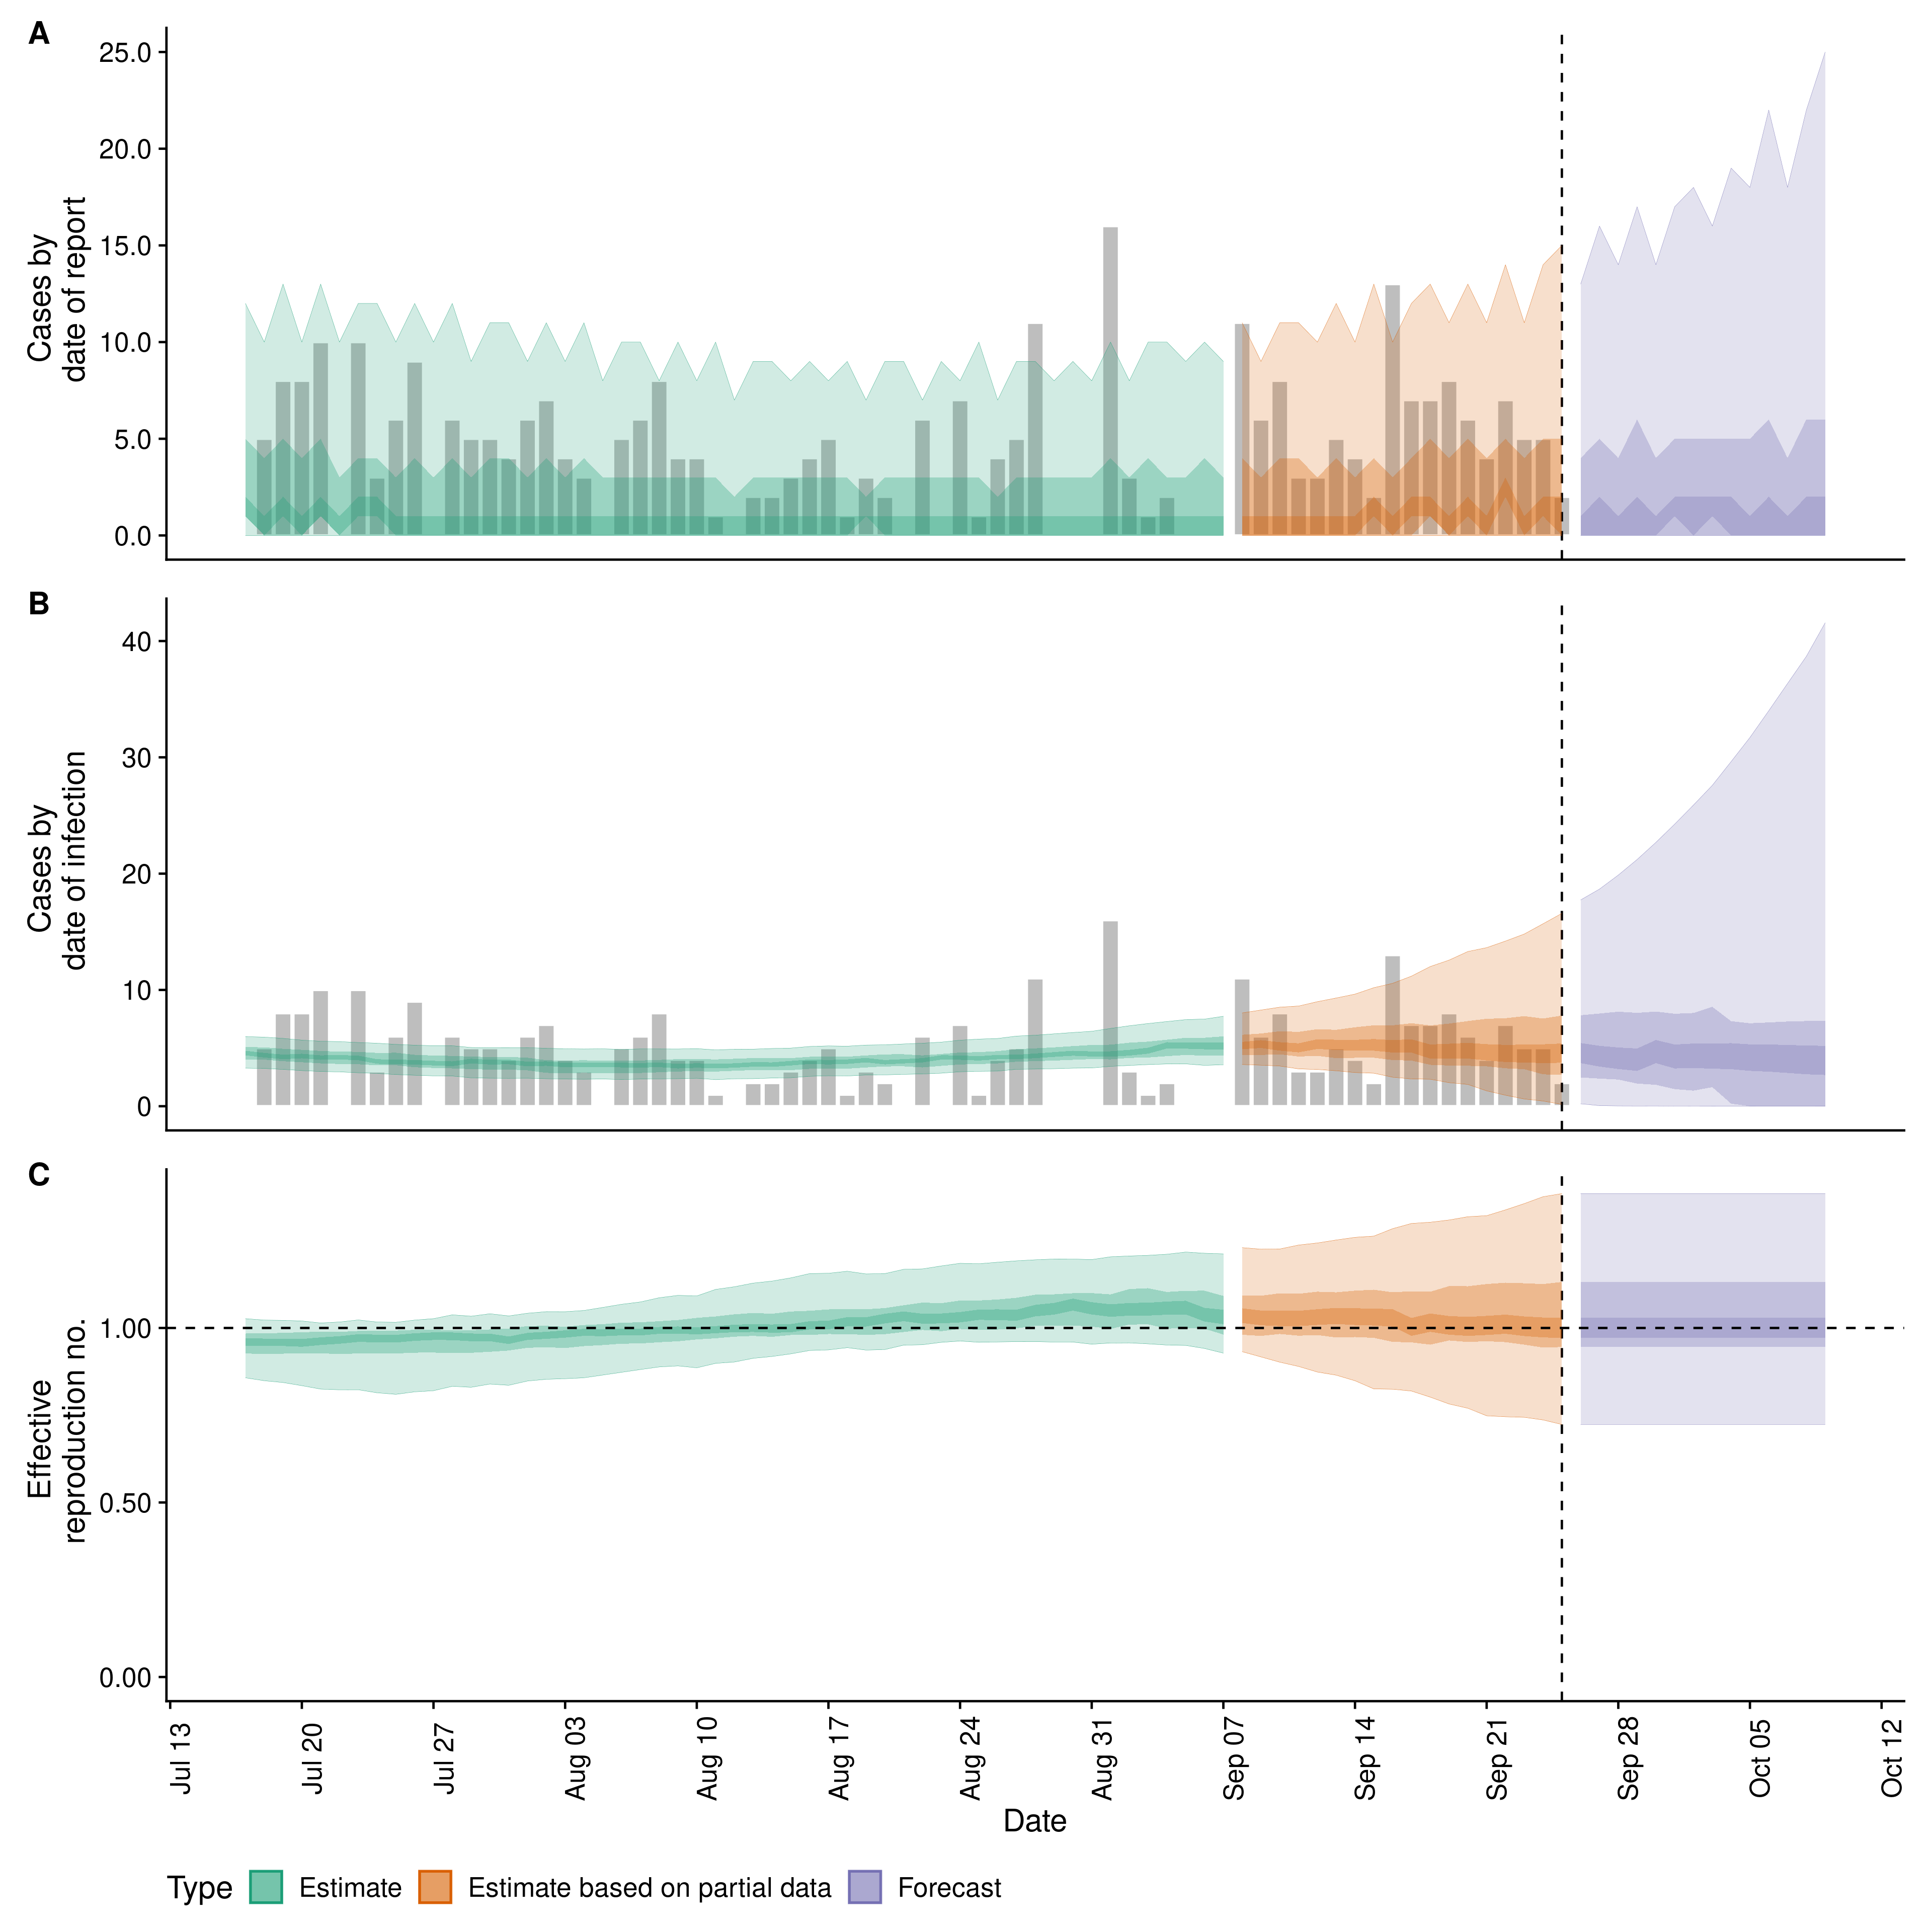 A
Cases by
date of report
25.0
20.0
15.0
10.0
5.0
0.0
B
Cases by
date of infection
40
30
20
10
0
C
Effective
reproduction no.
1.00
0.50
0.00
Jul 13
Jul 20
Jul 27
Aug 03
Aug 10
Aug 17
Aug 24
Aug 31
Sep 07
Sep 14
Sep 21
Sep 28
Oct 05
Oct 12
Date
Type Estimate Estimate based on partial data Forecast